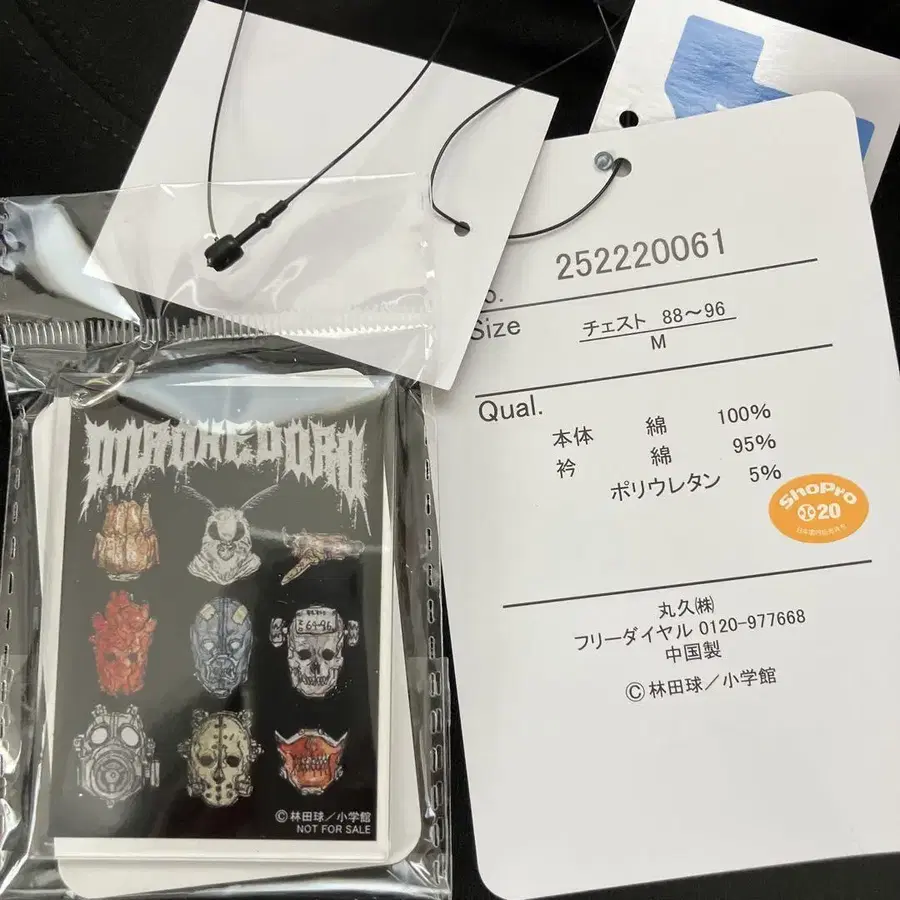 DOROHEDORO
69-96
©林田球／小学館
NOT FOR SALE
o. 252220061
Size チェスト 88～96
M
Qual.
本体 綿 100%
衿 綿 95%
ポリウレタン 5%
ShoPro
20
丸久㈱
フリーダイヤル 0120-977668
中国製
©林田球／小学館